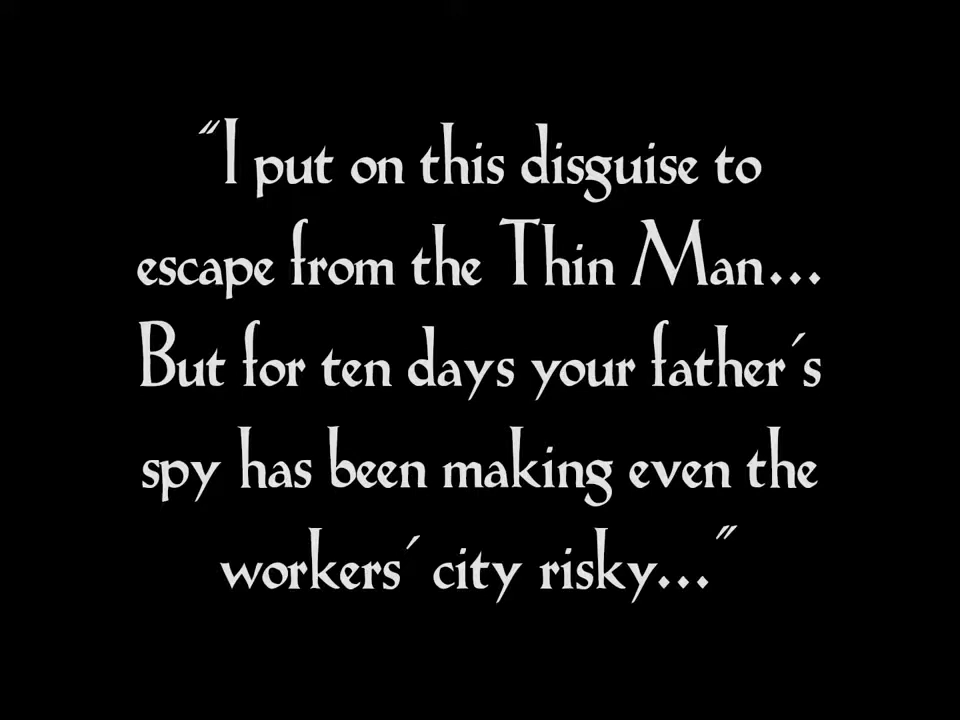 "I put on this disguise to
escape from the Thin Man...
But for ten days your father´s
spy has been making even the
workers´ city risky..."